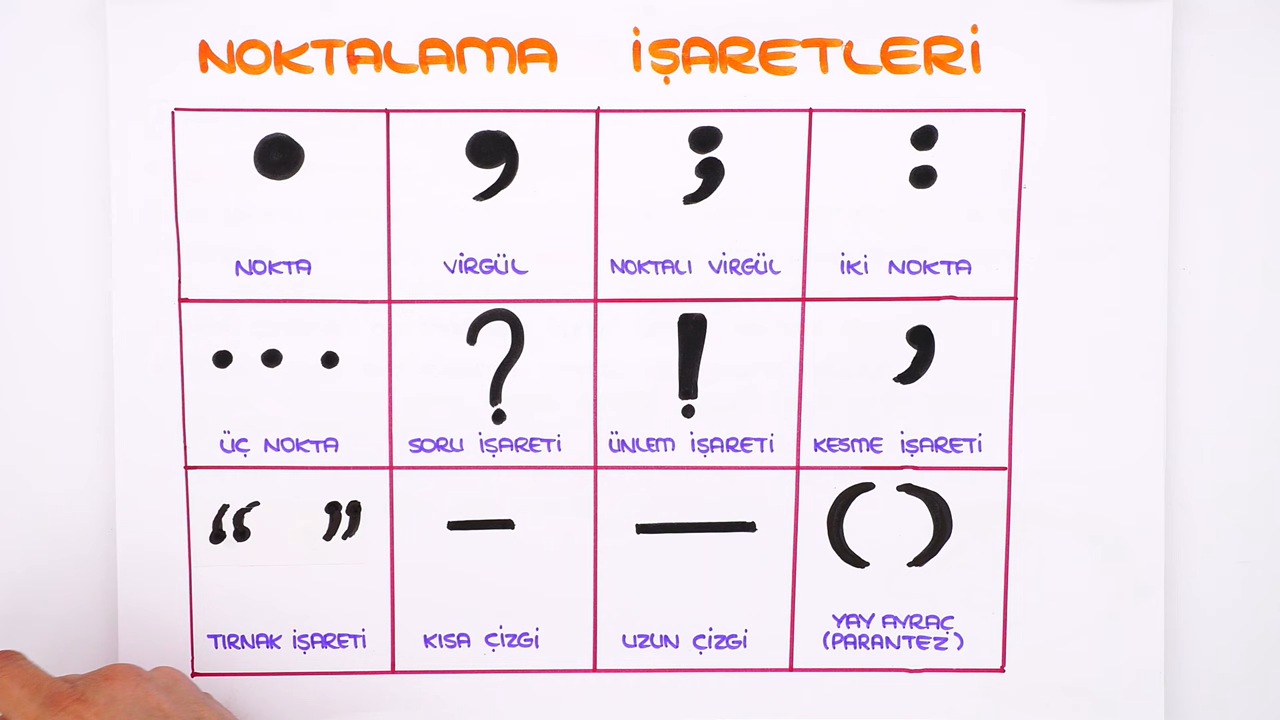 NOKTALAMA İŞARETLERİ
. , ; :
NOKTA VİRGÜL NOKTALI VİRGÜL İKİ NOKTA
... ? ! ’
ÜÇ NOKTA SORU İŞARETİ ÜNLEM İŞARETİ KESME İŞARETİ
“ ” - — ( )
TIRNAK İŞARETİ KISA ÇİZGİ UZUN ÇİZGİ YAY AYRAÇ
(PARANTEZ)